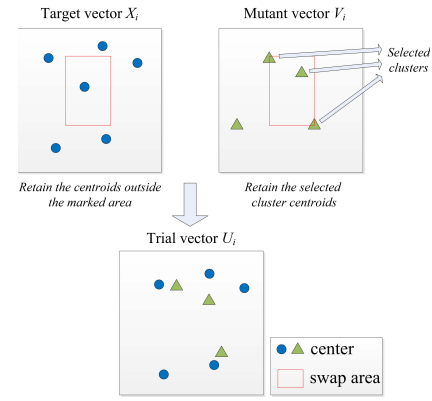 Target vector Xi
Mutant vector Vi
Selected
clusters
Retain the centroids outside
the marked area
Retain the selected
cluster centroids
Trial vector Ui
center
swap area